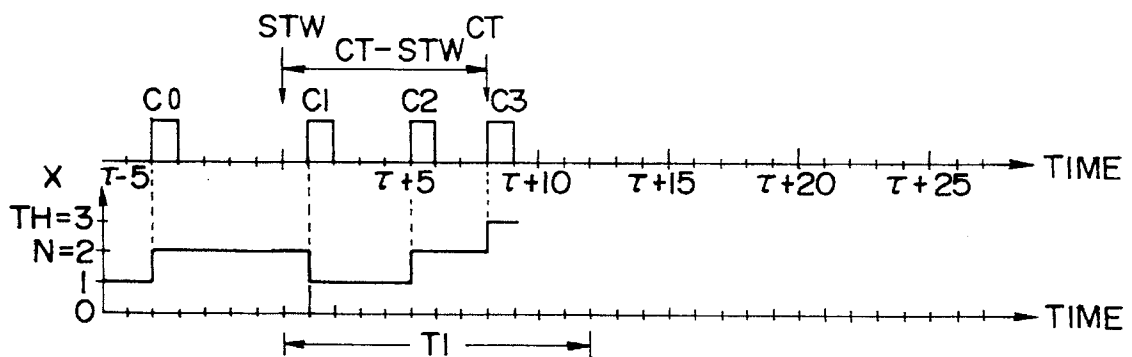 STW CT
CT-STW
C0 C1 C2 C3
X τ-5 τ+5 τ+10 τ+15 τ+20 τ+25 TIME
TH=3
N=2
1
0 TIME
T1